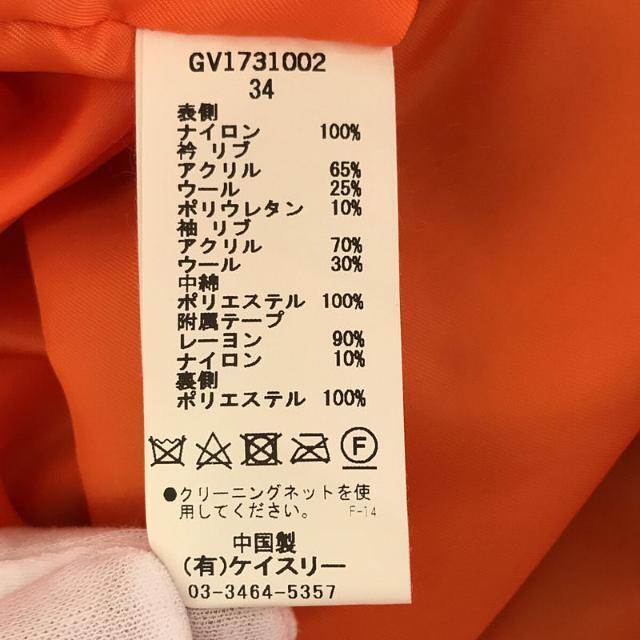 GV1731002
34
表側
ナイロン 100%
衿 リブ
アクリル 65%
ウール 25%
ポリウレタン 10%
袖 リブ
アクリル 70%
ウール 30%
中綿
ポリエステル 100%
附属テープ
レーヨン 90%
ナイロン 10%
裏側
ポリエステル 100%
F
●クリーニングネットを使
用してください。 F-14
中国製
(有)ケイスリー
03-3464-5357